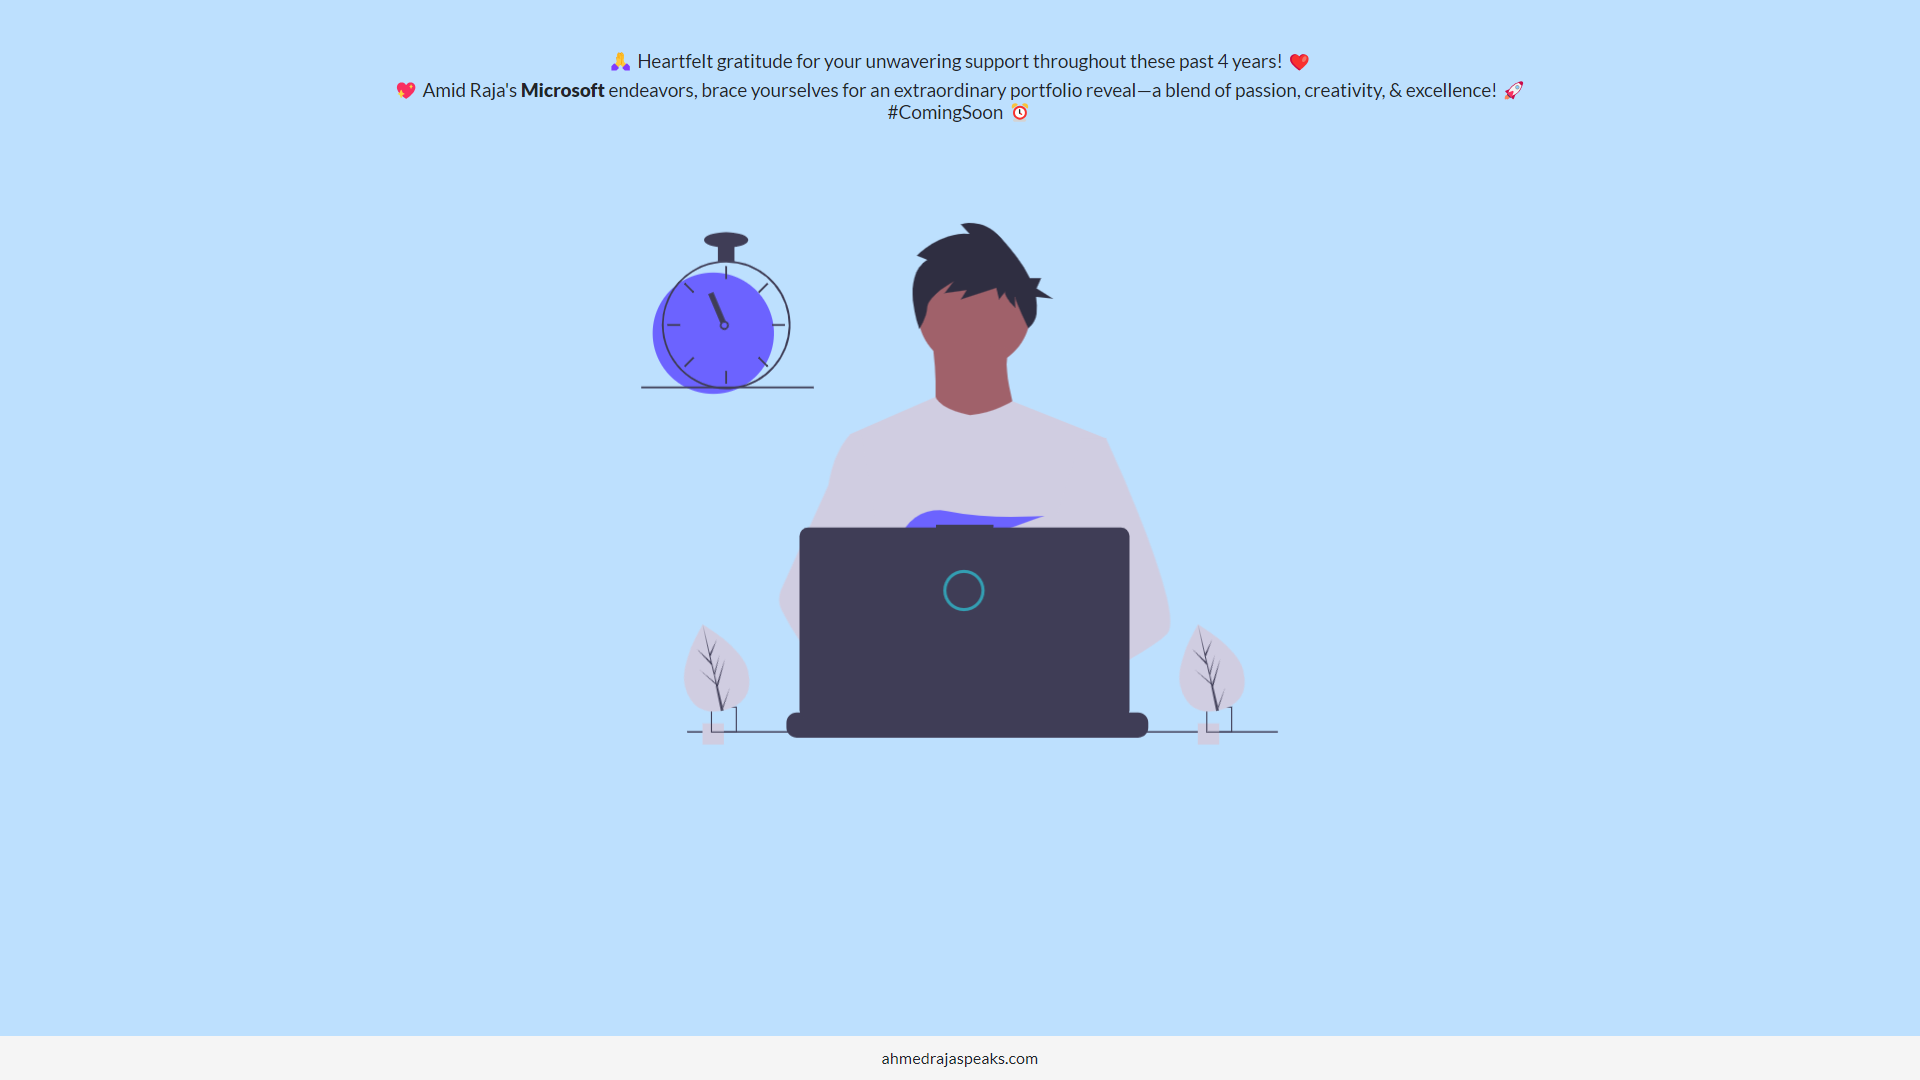 🙏 Heartfelt gratitude for your unwavering support throughout these past 4 years! ❤️
💖 Amid Raja's Microsoft endeavors, brace yourselves for an extraordinary portfolio reveal—a blend of passion, creativity, & excellence! 🚀
#ComingSoon ⏰
ahmedrajaspeaks.com